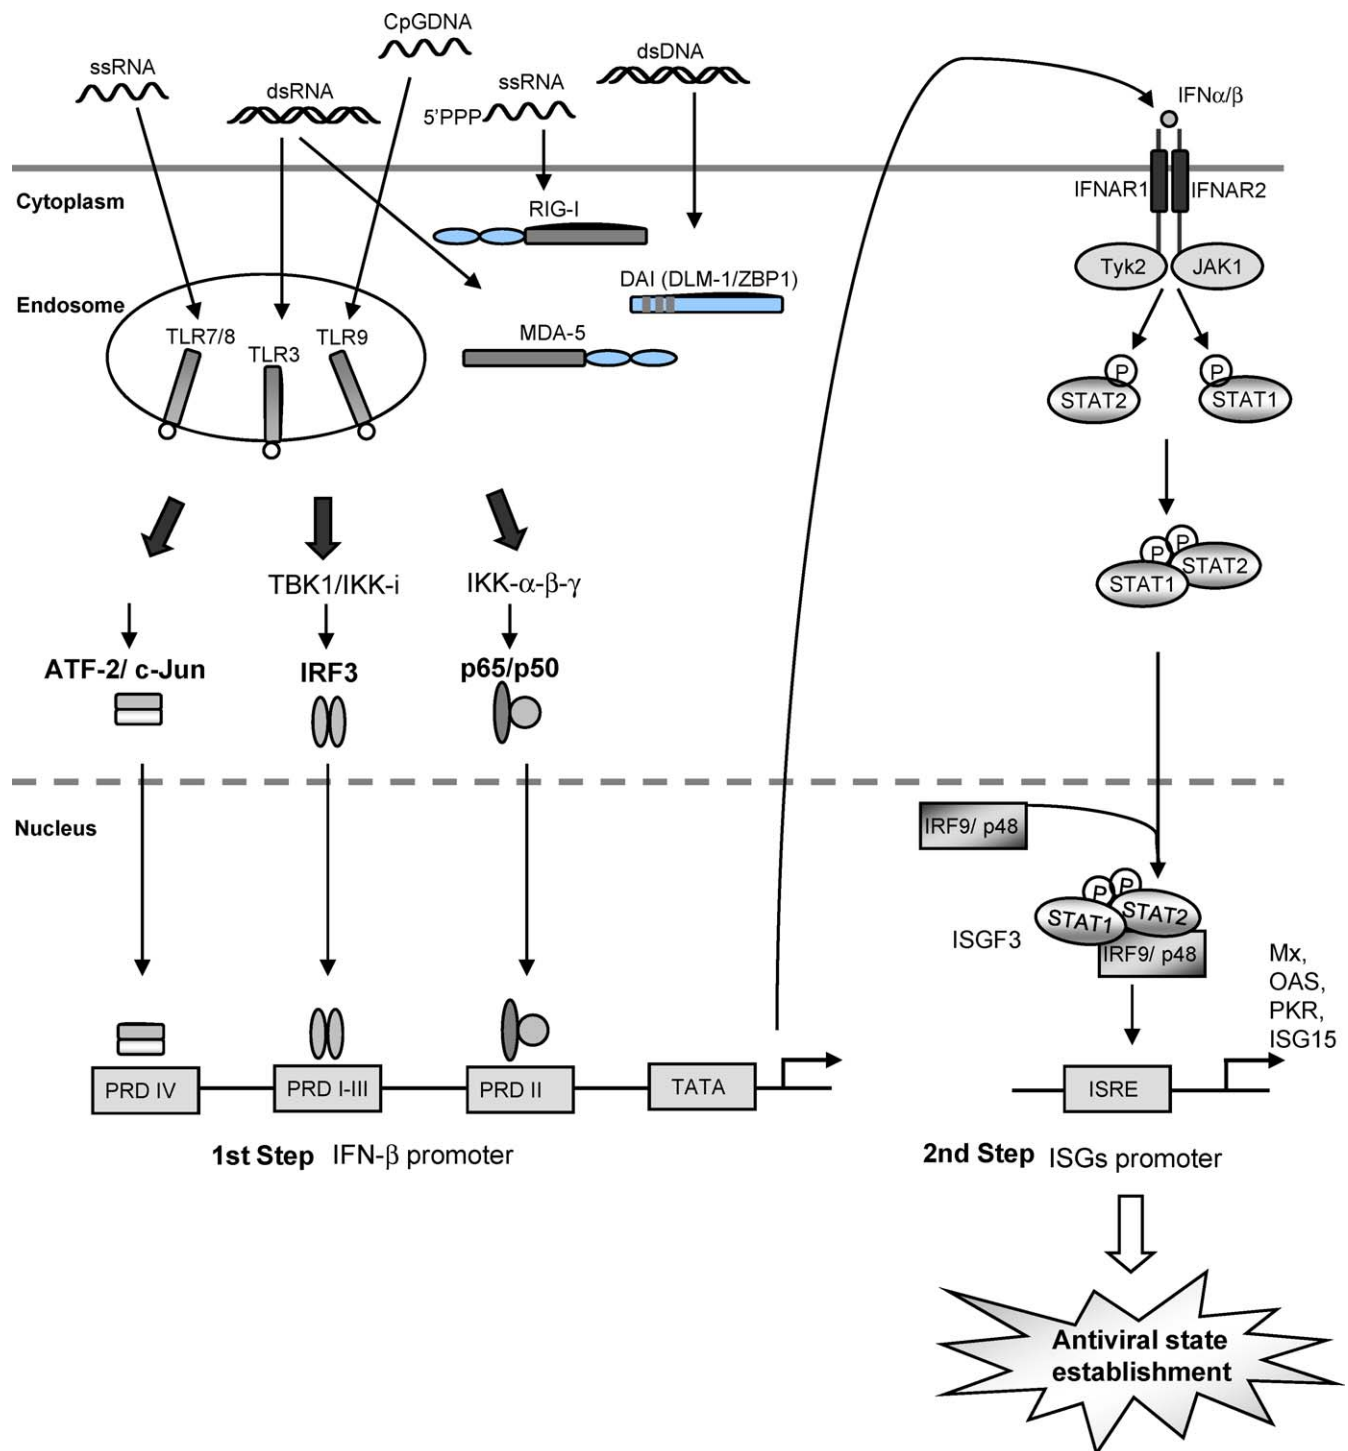 CpGDNA
ssRNA
dsRNA
5'PPP
ssRNA
dsDNA
IFNα/β
Cytoplasm
IFNAR1
IFNAR2
RIG-I
Tyk2
JAK1
DAI (DLM-1/ZBP1)
Endosome
TLR7/8
TLR3
TLR9
MDA-5
P
STAT2
P
STAT1
P
P
STAT1
STAT2
TBK1/IKK-i
IKK-α-β-γ
ATF-2/ c-Jun
IRF3
p65/p50
Nucleus
IRF9/ p48
P
P
STAT1
STAT2
ISGF3
IRF9/ p48
Mx,
OAS,
PKR,
ISG15
PRD IV
PRD I-III
PRD II
TATA
ISRE
1st Step IFN-β promoter
2nd Step ISGs promoter
Antiviral state
establishment